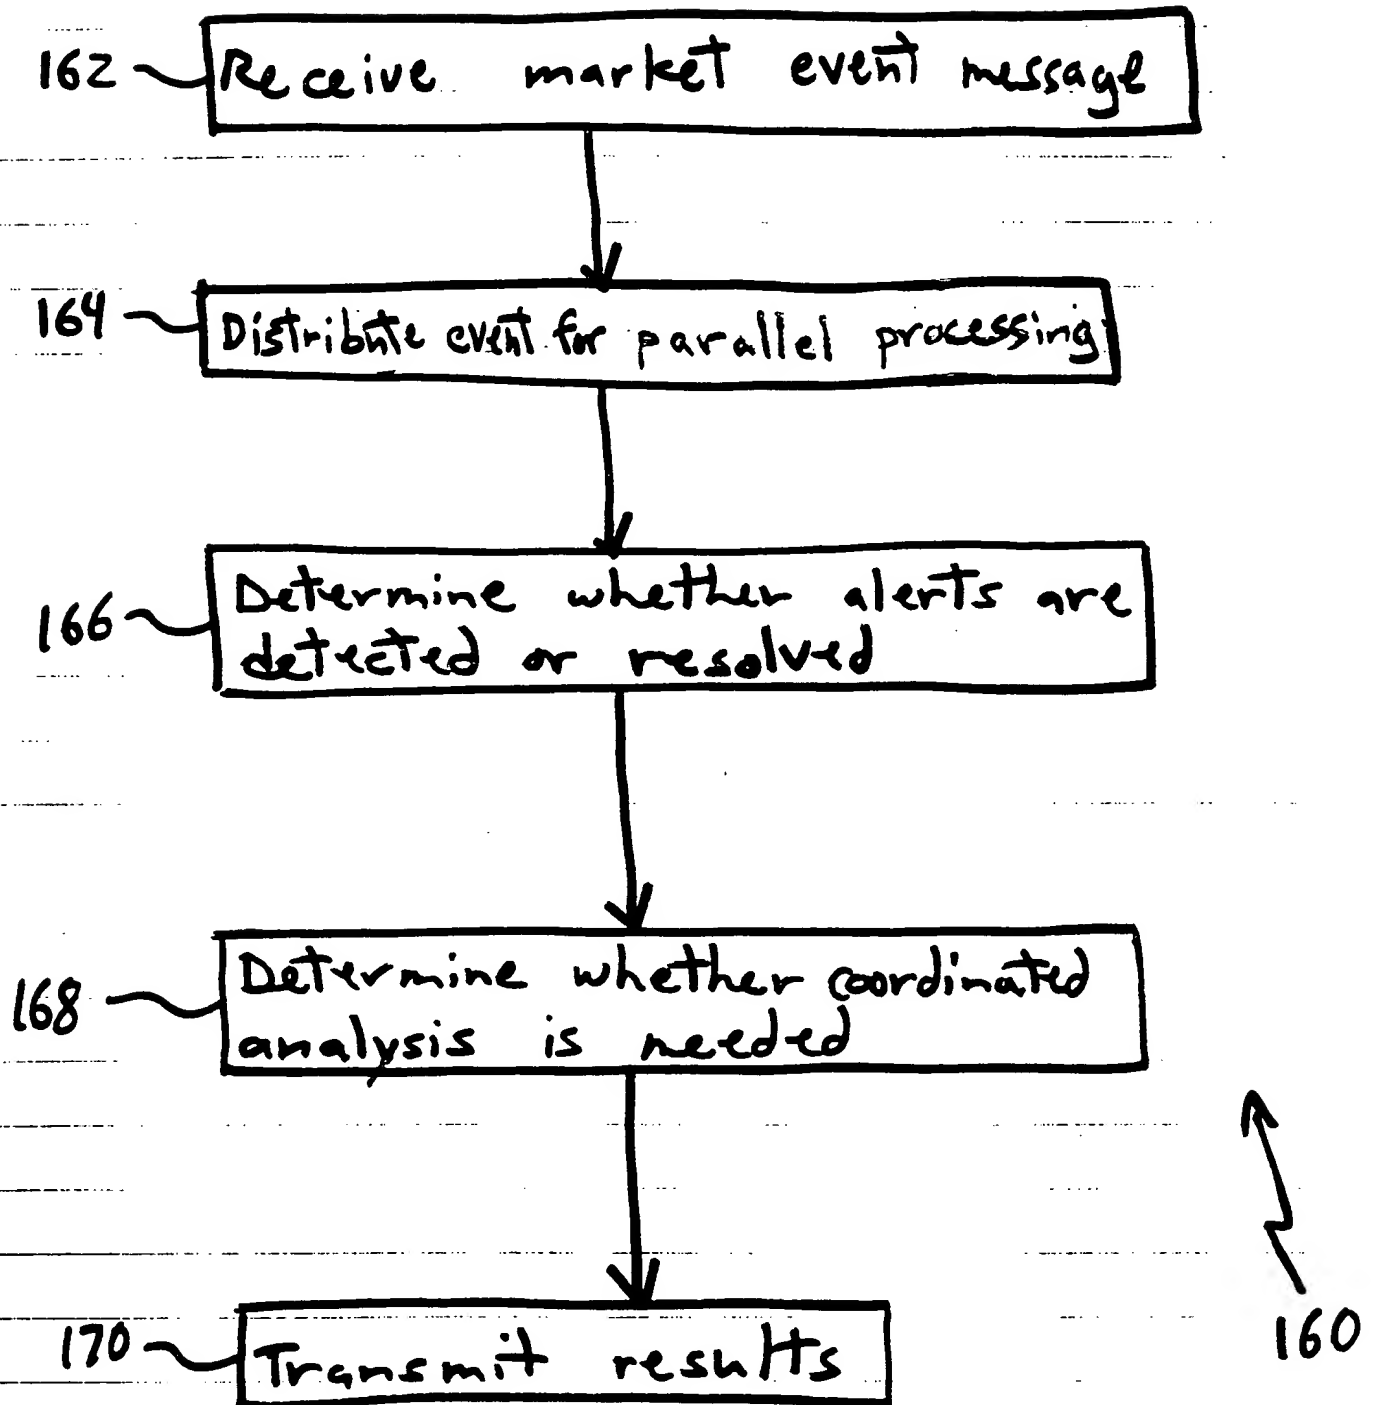 162 Receive market event message
164 Distribute event for parallel processing
166 Determine whether alerts are
detected or resolved
168 Determine whether coordinated
analysis is needed
160
170 Transmit results